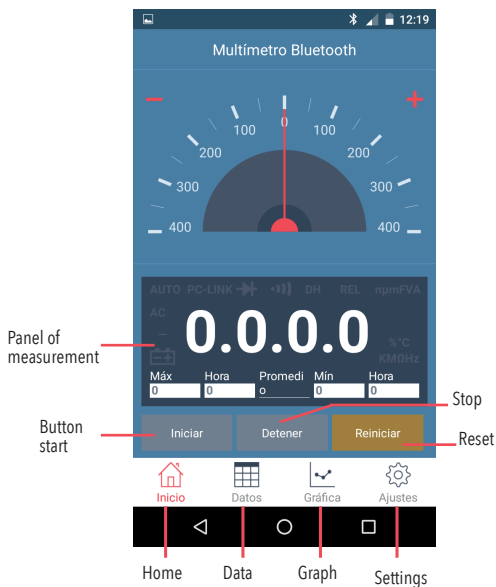 12:19
Multímetro Bluetooth
0
100 100
200 200
300 300
400 400
AUTO PC-LINK DH REL nµmFVA
AC
0.0.0.0
%°C
KMΩHz
Panel of
measurement
Máx Hora Promedi Mín Hora
0 0 o 0 0
Stop
Button
start
Iniciar Detener Reiniciar
Reset
Inicio Datos Gráfica Ajustes
Home Data Graph Settings